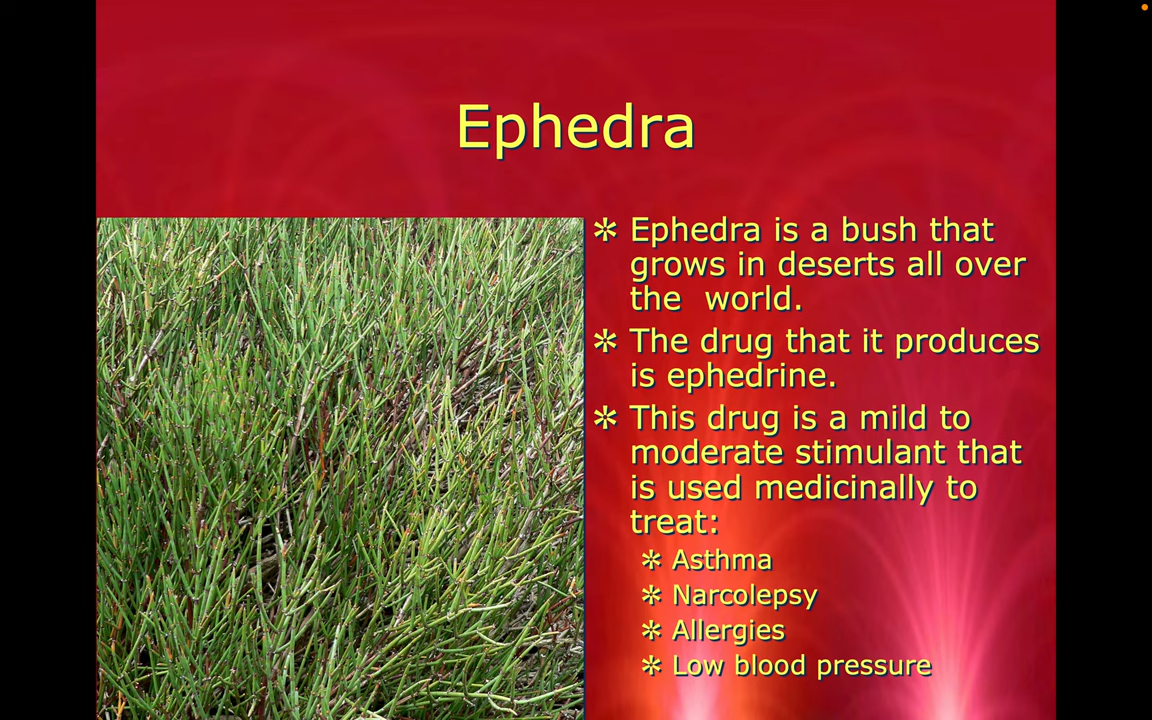 Ephedra
Ephedra is a bush that
grows in deserts all over
the  world.
The drug that it produces
is ephedrine.
This drug is a mild to
moderate stimulant that
is used medicinally to
treat:
Asthma
Narcolepsy
Allergies
Low blood pressure